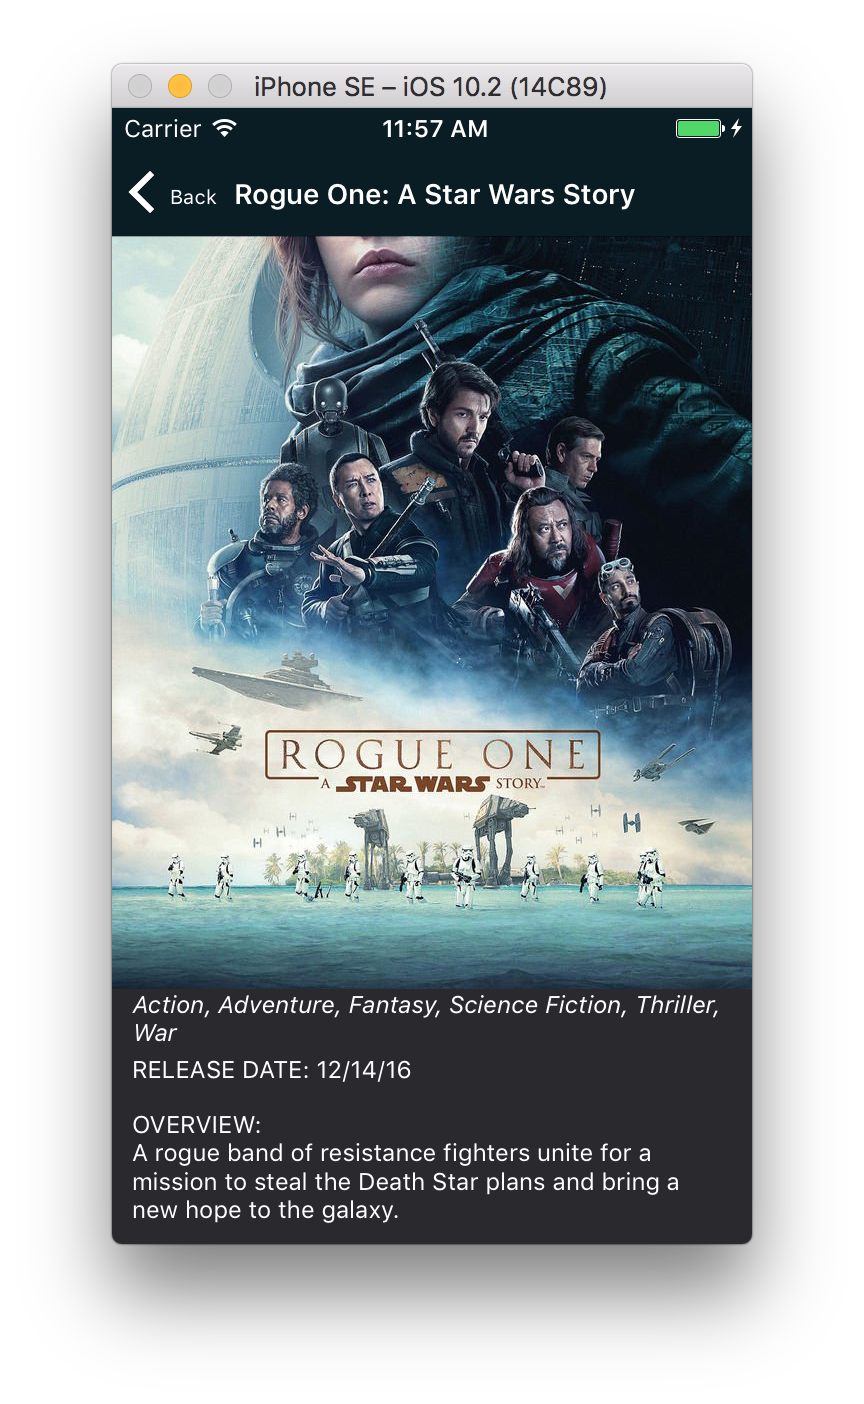 iPhone SE – iOS 10.2 (14C89)
Carrier 11:57 AM
Back Rogue One: A Star Wars Story
ROGUE ONE
A STAR WARS STORY
Action, Adventure, Fantasy, Science Fiction, Thriller,
War
RELEASE DATE: 12/14/16
OVERVIEW:
A rogue band of resistance fighters unite for a
mission to steal the Death Star plans and bring a
new hope to the galaxy.